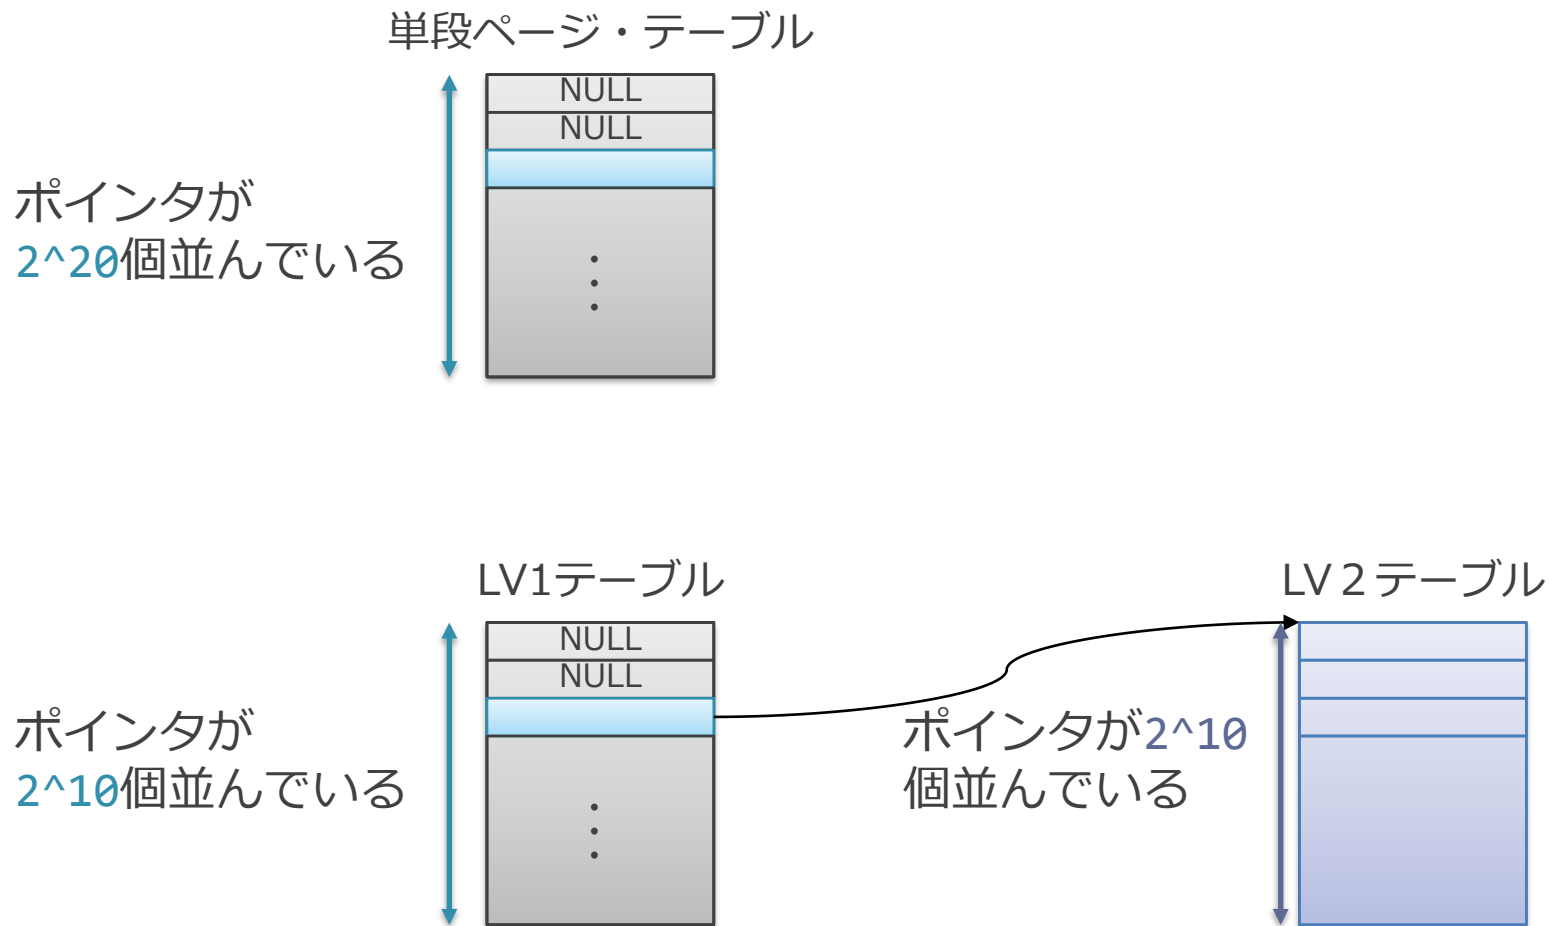 単段ページ・テーブル
NULL
NULL
ポインタが
2^20個並んでいる
LV1テーブル
LV２テーブル
NULL
NULL
ポインタが
2^10個並んでいる
ポインタが2^10
個並んでいる